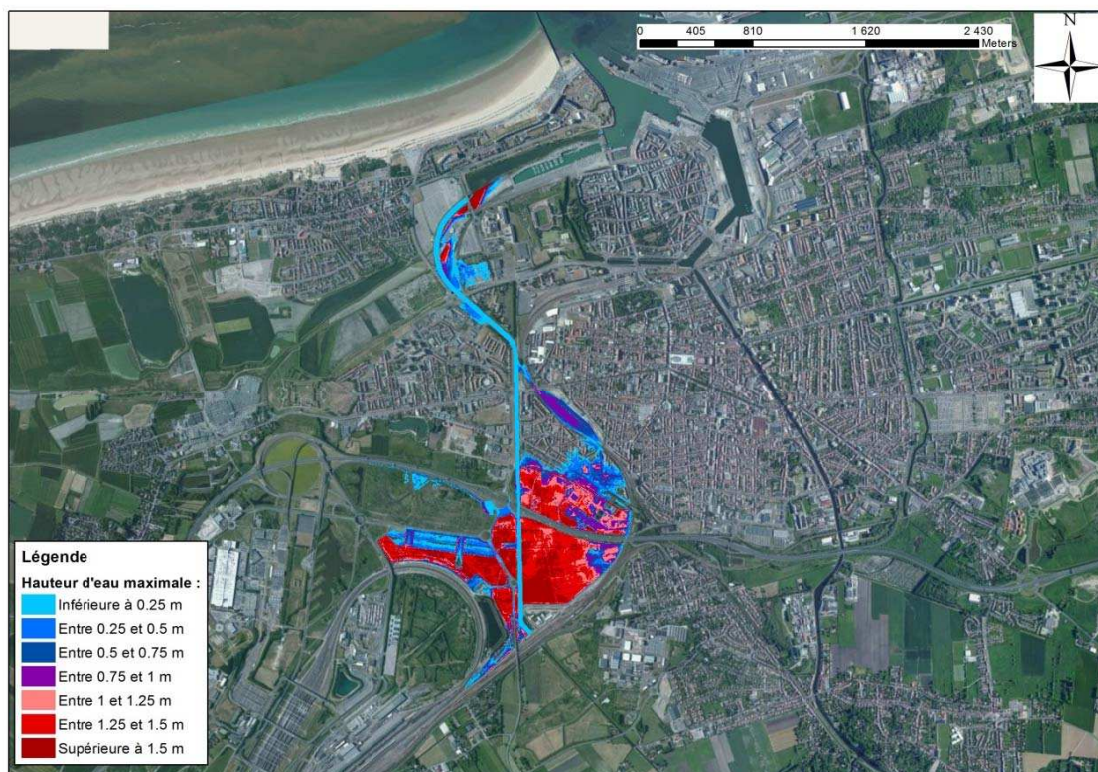 0 405 810 1 620 2 430
Meters
N
Légende
Hauteur d'eau maximale :
Inférieure à 0.25 m
Entre 0.25 et 0.5 m
Entre 0.5 et 0.75 m
Entre 0.75 et 1 m
Entre 1 et 1.25 m
Entre 1.25 et 1.5 m
Supérieure à 1.5 m